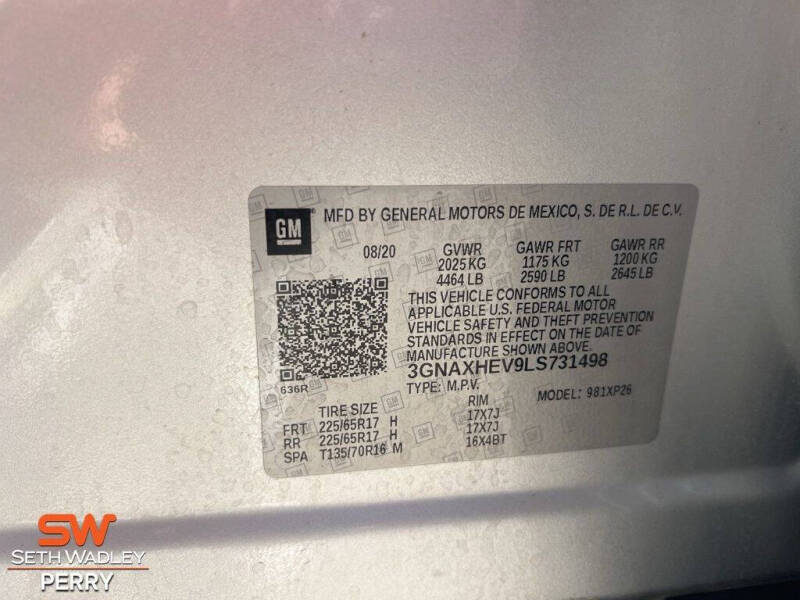 GM
MFD BY GENERAL MOTORS DE MEXICO, S. DE R.L. DE C.V.
08/20 GVWR GAWR FRT GAWR RR
2025 KG 1175 KG 1200 KG
4464 LB 2590 LB 2645 LB
THIS VEHICLE CONFORMS TO ALL
APPLICABLE U.S. FEDERAL MOTOR
VEHICLE SAFETY AND THEFT PREVENTION
STANDARDS IN EFFECT ON THE DATE OF
MANUFACTURE SHOWN ABOVE.
3GNAXHEV9LS731498
636R
TYPE: M.P.V. MODEL: 981XP26
TIRE SIZE RIM
FRT 225/65R17 H 17X7J
RR 225/65R17 H 17X7J
SPA T135/70R16 M 16X4BT
SW
SETH WADLEY
PERRY